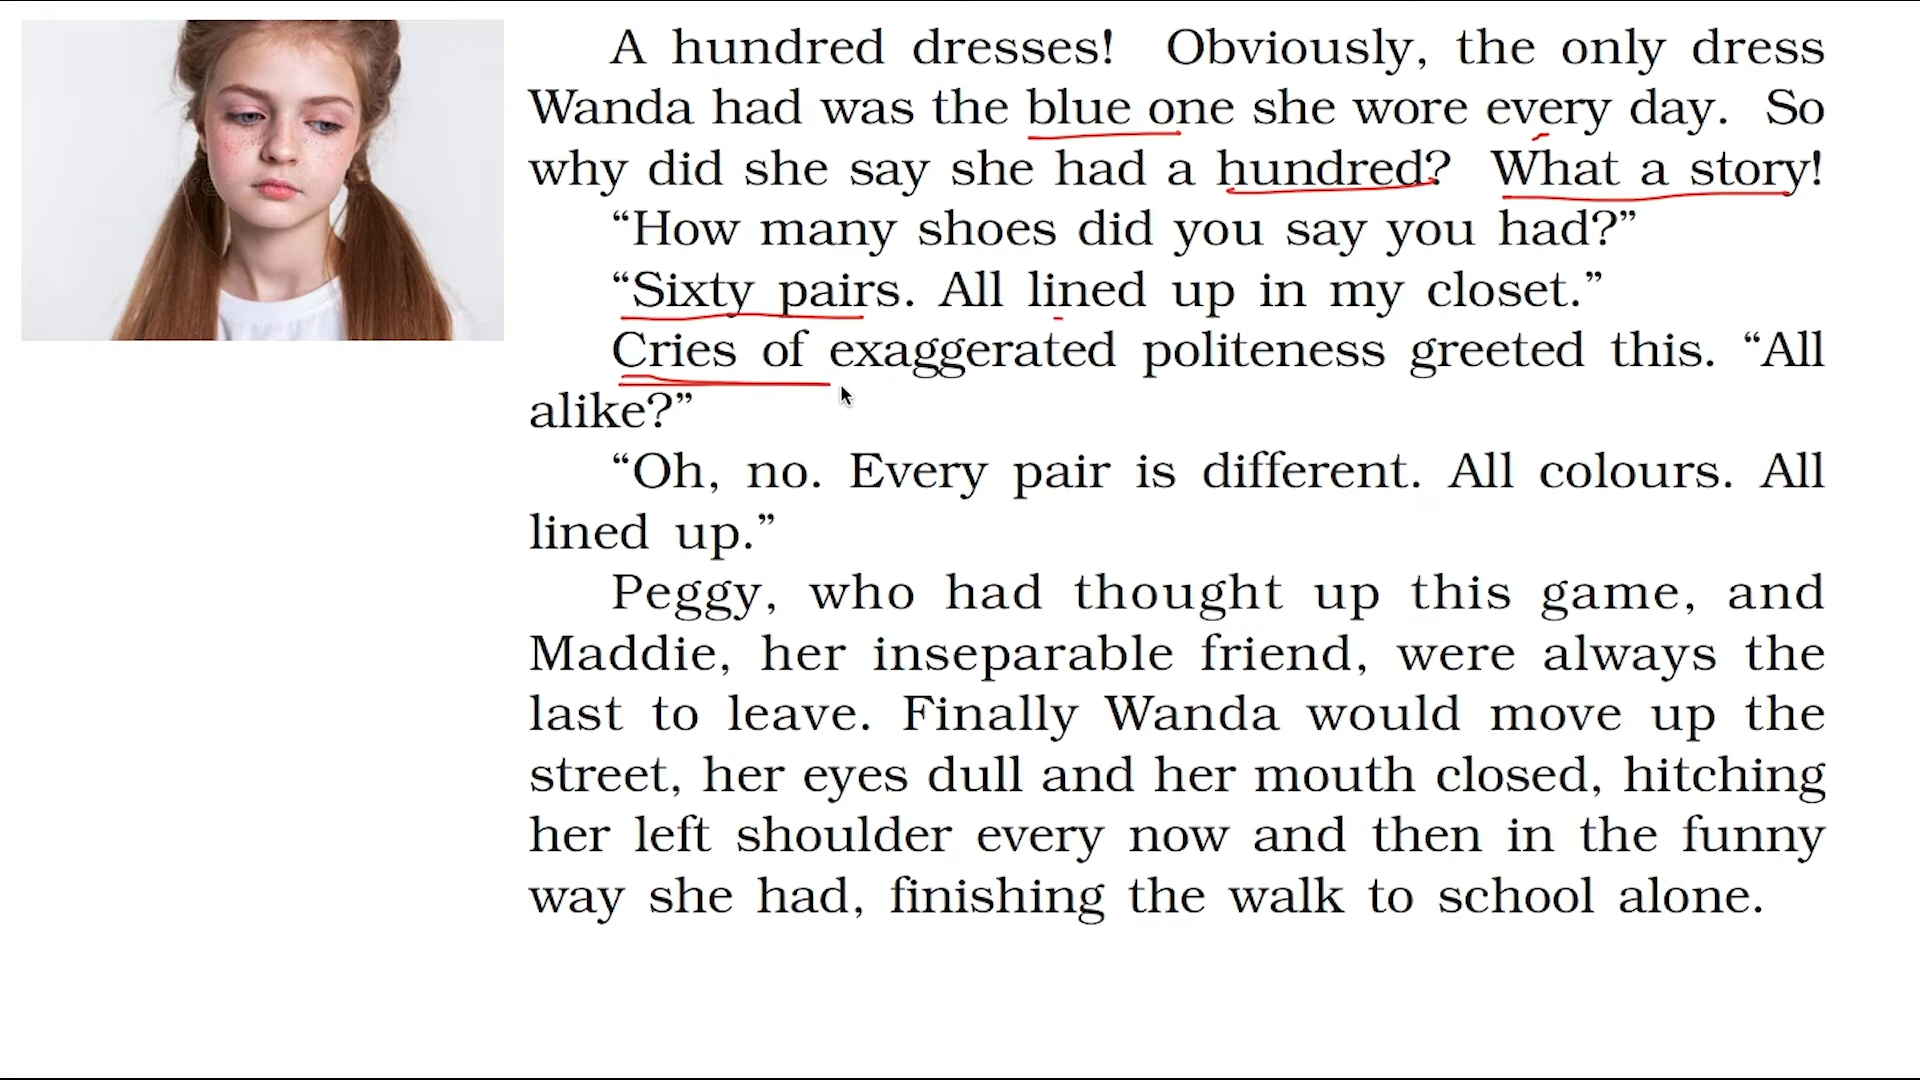 A hundred dresses! Obviously, the only dress
Wanda had was the blue one she wore every day. So
why did she say she had a hundred? What a story!
“How many shoes did you say you had?”
“Sixty pairs. All lined up in my closet.”
Cries of exaggerated politeness greeted this. “All
alike?”
“Oh, no. Every pair is different. All colours. All
lined up.”
Peggy, who had thought up this game, and
Maddie, her inseparable friend, were always the
last to leave. Finally Wanda would move up the
street, her eyes dull and her mouth closed, hitching
her left shoulder every now and then in the funny
way she had, finishing the walk to school alone.